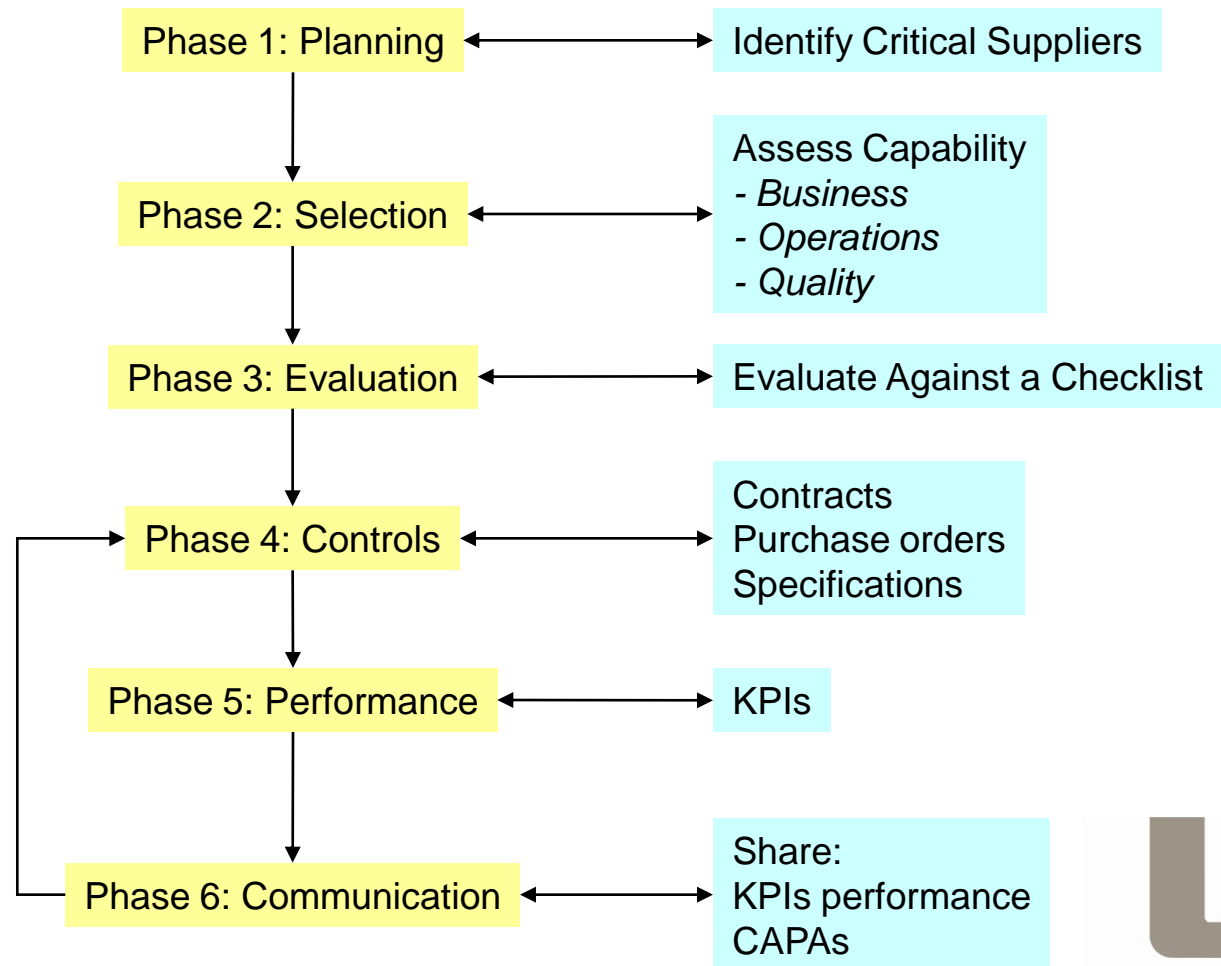 Phase 1: Planning
Identify Critical Suppliers
Phase 2: Selection
Assess Capability
- Business
- Operations
- Quality
Phase 3: Evaluation
Evaluate Against a Checklist
Phase 4: Controls
Contracts
Purchase orders
Specifications
Phase 5: Performance
KPIs
Phase 6: Communication
Share:
KPIs performance
CAPAs